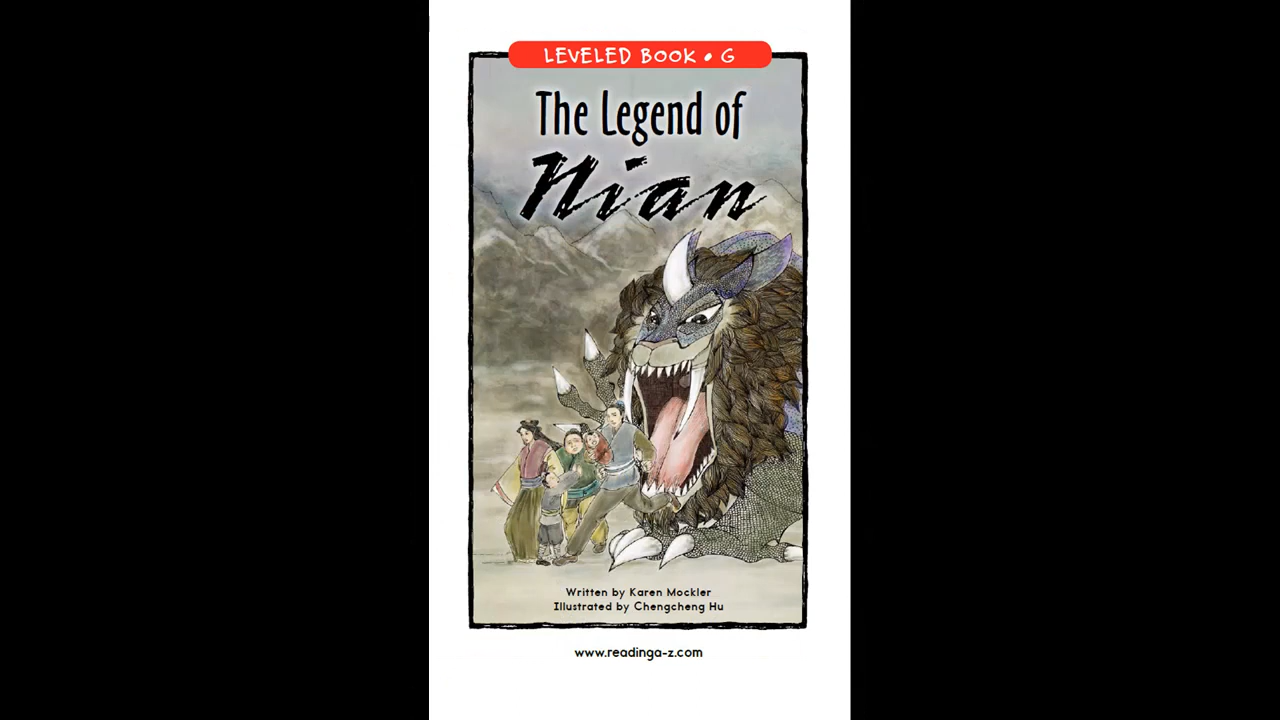 LEVELED BOOK • G
The Legend of
Nian
Written by Karen Mockler
Illustrated by Chengcheng Hu
www.readinga-z.com